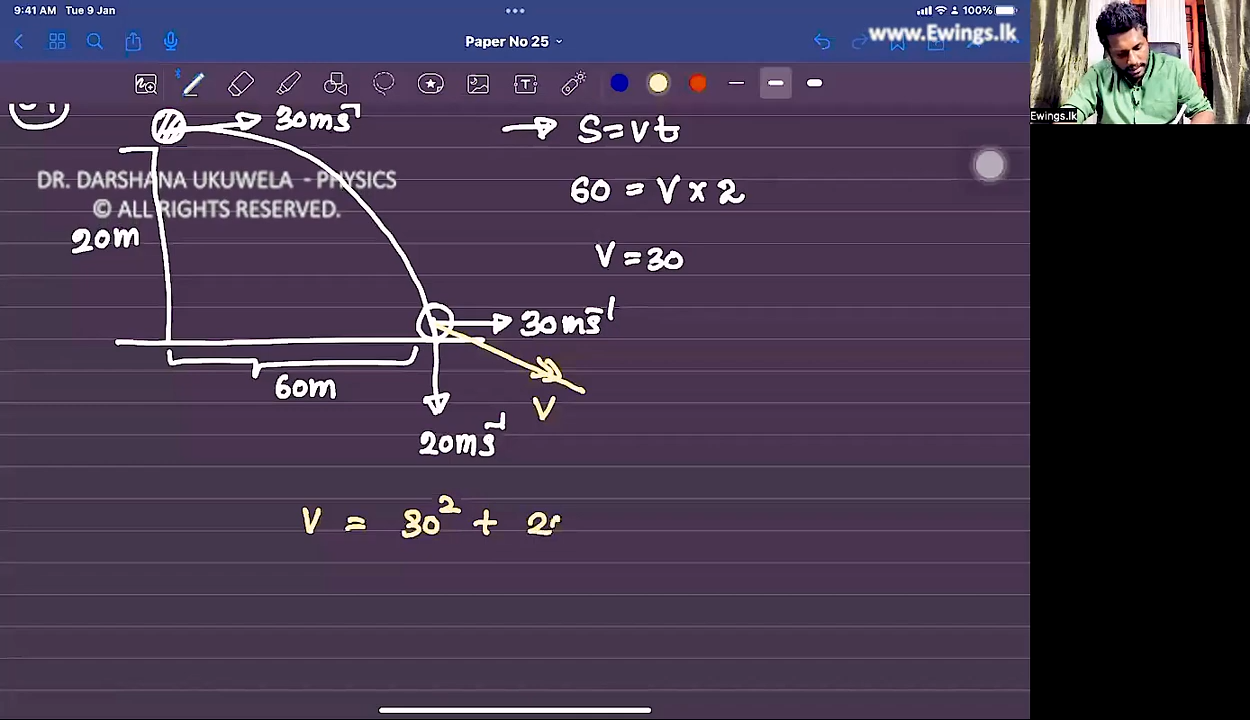 9:41 AM Tue 9 Jan
100%
Paper No 25
www.Ewings.lk
Ewings.lk
30ms⁻¹
→ S = vt
DR. DARSHANA UKUWELA - PHYSICS
© ALL RIGHTS RESERVED.
60 = V × 2
20m
V = 30
30ms⁻¹
60m
V
20ms⁻¹
V = 30² + 2